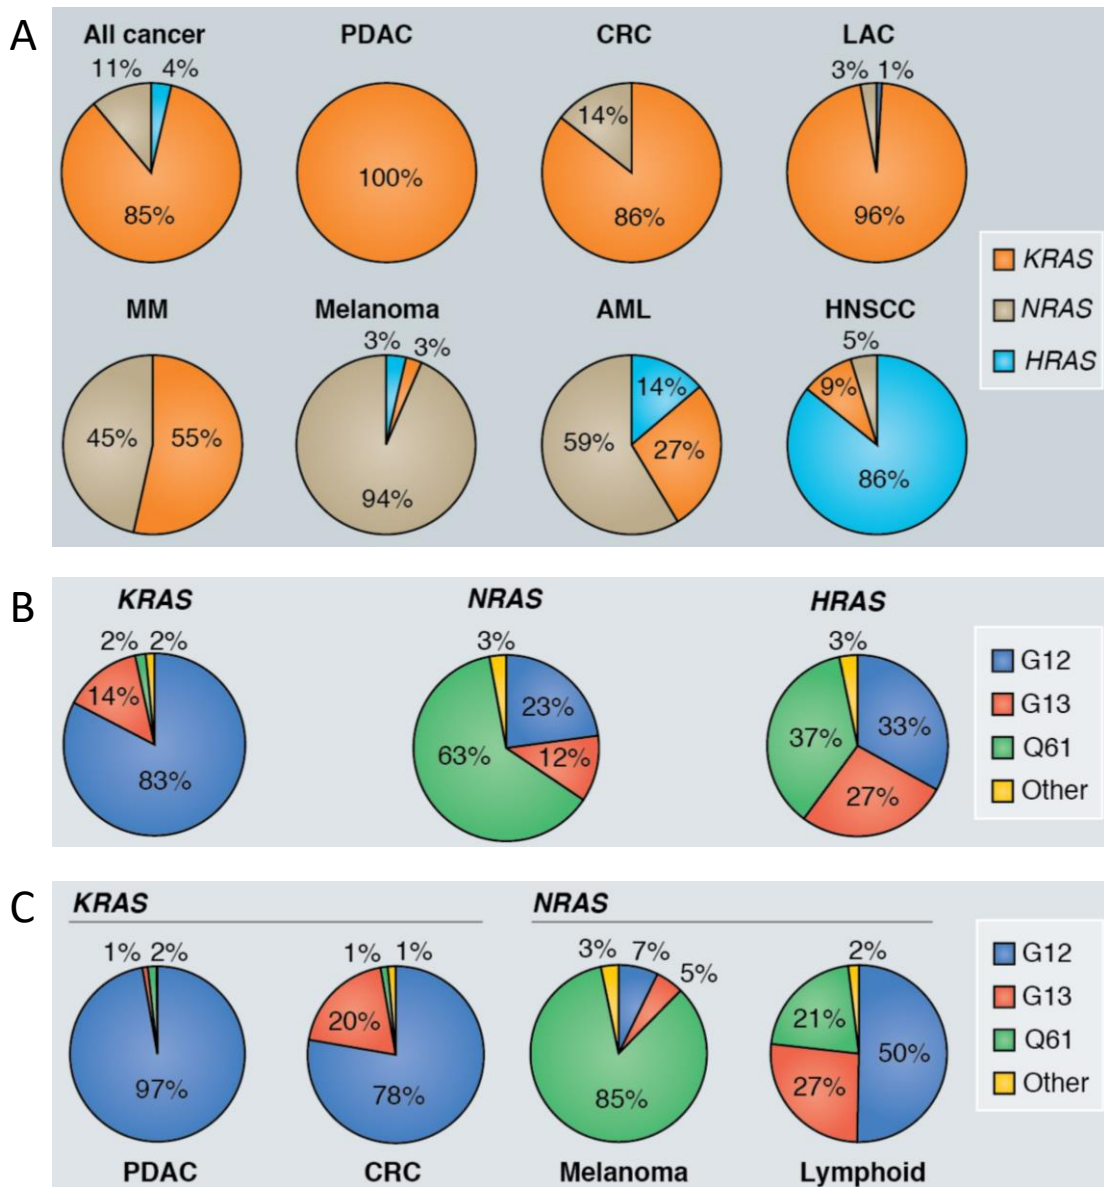 A
All cancer PDAC CRC LAC
11% 4% 3% 1%
14%
100%
85% 86% 96%
KRAS
NRAS
HRAS
MM Melanoma AML HNSCC
3% 3% 5%
14% 9%
45% 55% 59% 27%
94% 86%
B
KRAS NRAS HRAS
2% 2% 3% 3%
14% 23% 33%
63% 12% 37%
83% 27%
G12
G13
Q61
Other
C
KRAS NRAS
1% 2% 1% 1% 3% 7% 5% 2%
20% 21% 50%
97% 78% 85% 27%
PDAC CRC Melanoma Lymphoid
G12
G13
Q61
Other